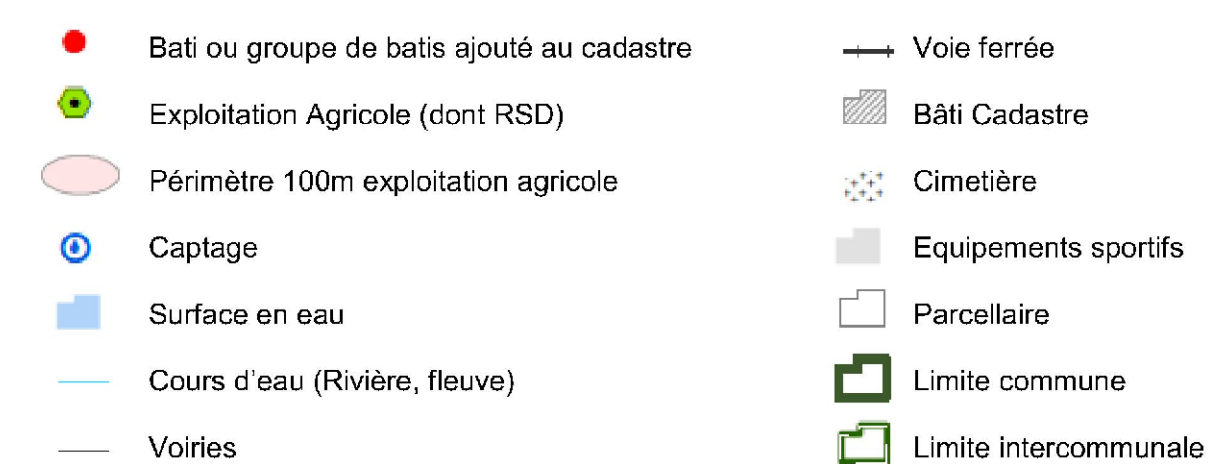 Bati ou groupe de batis ajouté au cadastre
Exploitation Agricole (dont RSD)
Périmètre 100m exploitation agricole
Captage
Surface en eau
Cours d'eau (Rivière, fleuve)
Voiries
Voie ferrée
Bâti Cadastre
Cimetière
Equipements sportifs
Parcellaire
Limite commune
Limite intercommunale